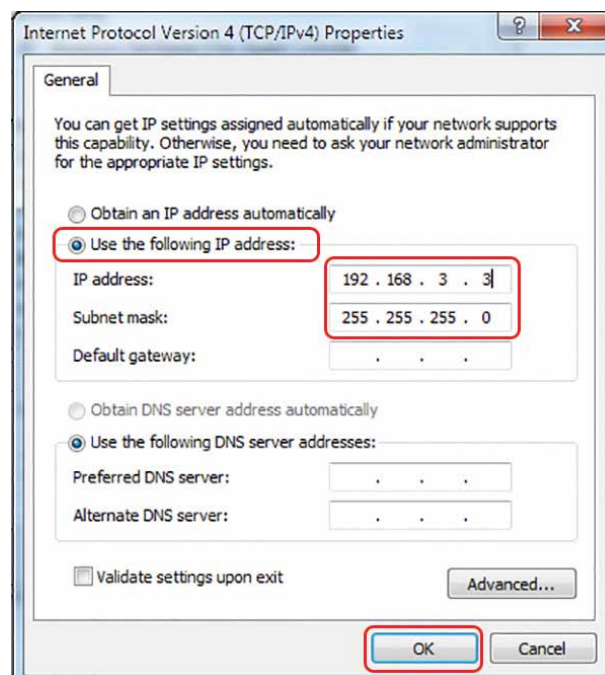 Internet Protocol Version 4 (TCP/IPv4) Properties
General
You can get IP settings assigned automatically if your network supports
this capability. Otherwise, you need to ask your network administrator
for the appropriate IP settings.
Obtain an IP address automatically
Use the following IP address:
IP address: 192 . 168 . 3 . 3
Subnet mask: 255 . 255 . 255 . 0
Default gateway: . . .
Obtain DNS server address automatically
Use the following DNS server addresses:
Preferred DNS server: . . .
Alternate DNS server: . . .
Validate settings upon exit
Advanced...
OK Cancel